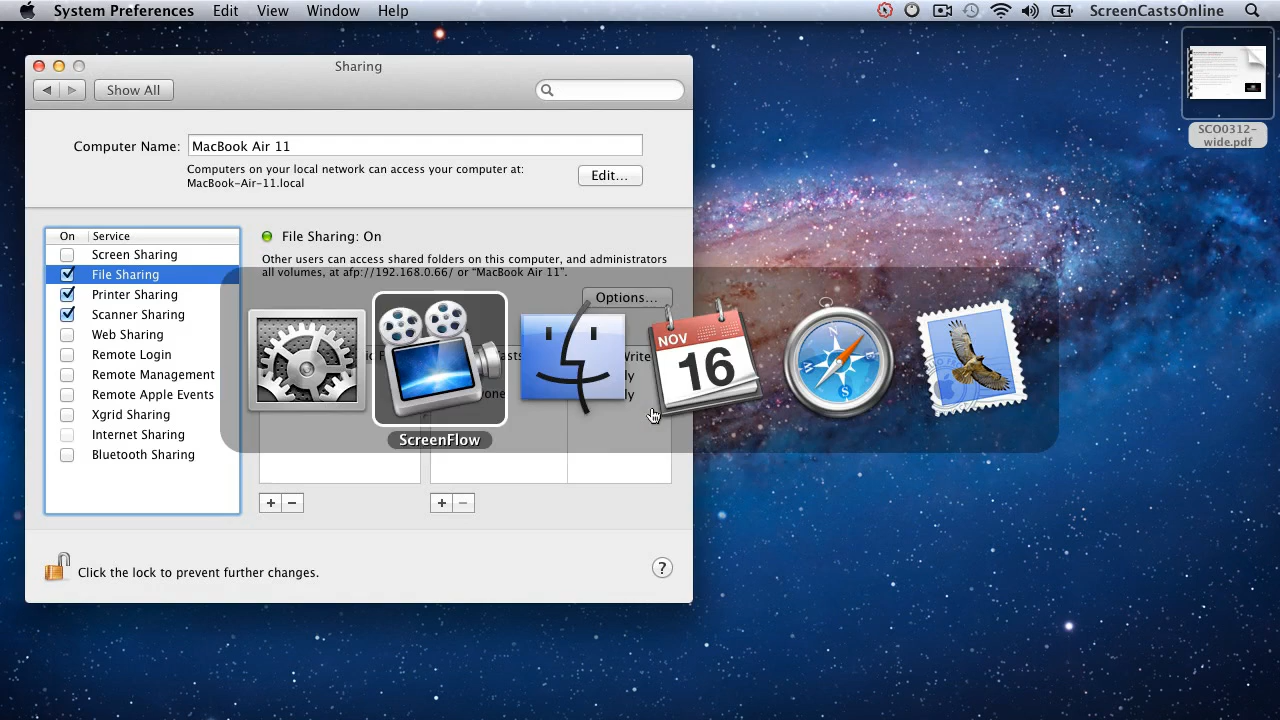 System Preferences Edit View Window Help ScreenCastsOnline
Sharing
Show All
Computer Name: MacBook Air 11
Computers on your local network can access your computer at:
MacBook-Air-11.local
Edit...
On Service
Screen Sharing
File Sharing
Printer Sharing
Scanner Sharing
Web Sharing
Remote Login
Remote Management
Remote Apple Events
Xgrid Sharing
Internet Sharing
Bluetooth Sharing
File Sharing: On
Other users can access shared folders on this computer, and administrators
all volumes, at afp://192.168.0.66/ or “MacBook Air 11”.
Options...
NOV
16
N
S
ScreenFlow
+ − + −
Click the lock to prevent further changes.
?
SCO0312-
wide.pdf